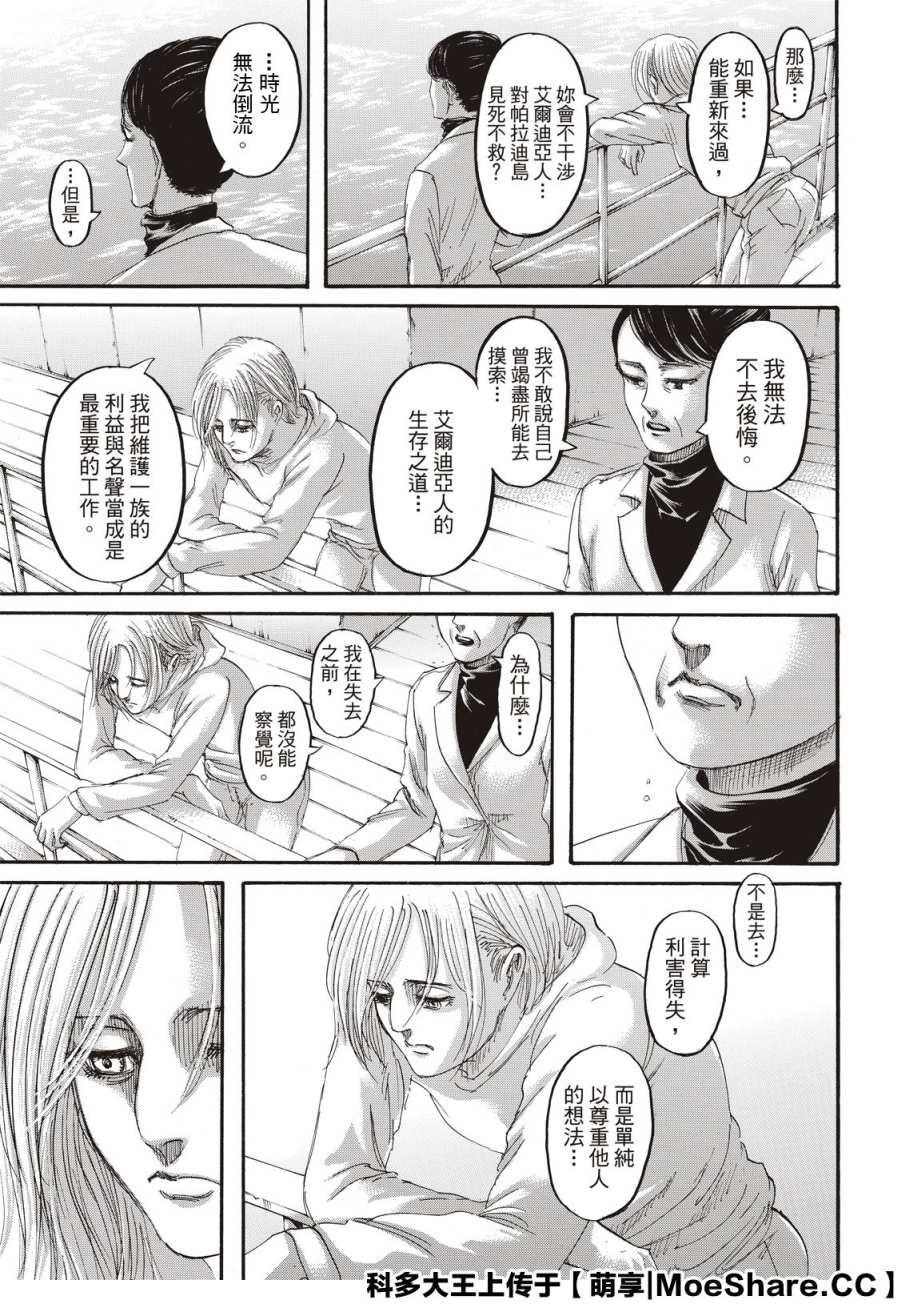 那麼…
如果…
能重新來過，
妳會不干涉
艾爾迪亞人…
對帕拉迪島
見死不救？
…時光
無法倒流。
…但是，
我無法
不去後悔。
我不敢說自己
曾竭盡所能去
摸索…
艾爾迪亞人的
生存之道…
我把維護一族的
利益與名聲當成是
最重要的工作。
為什麼…
我在失去
之前，
都沒能
察覺呢。
不是去…
計算
利害得失，
而是單純
以尊重他人
的想法…
科多大王上传于【萌享|MoeShare.CC】